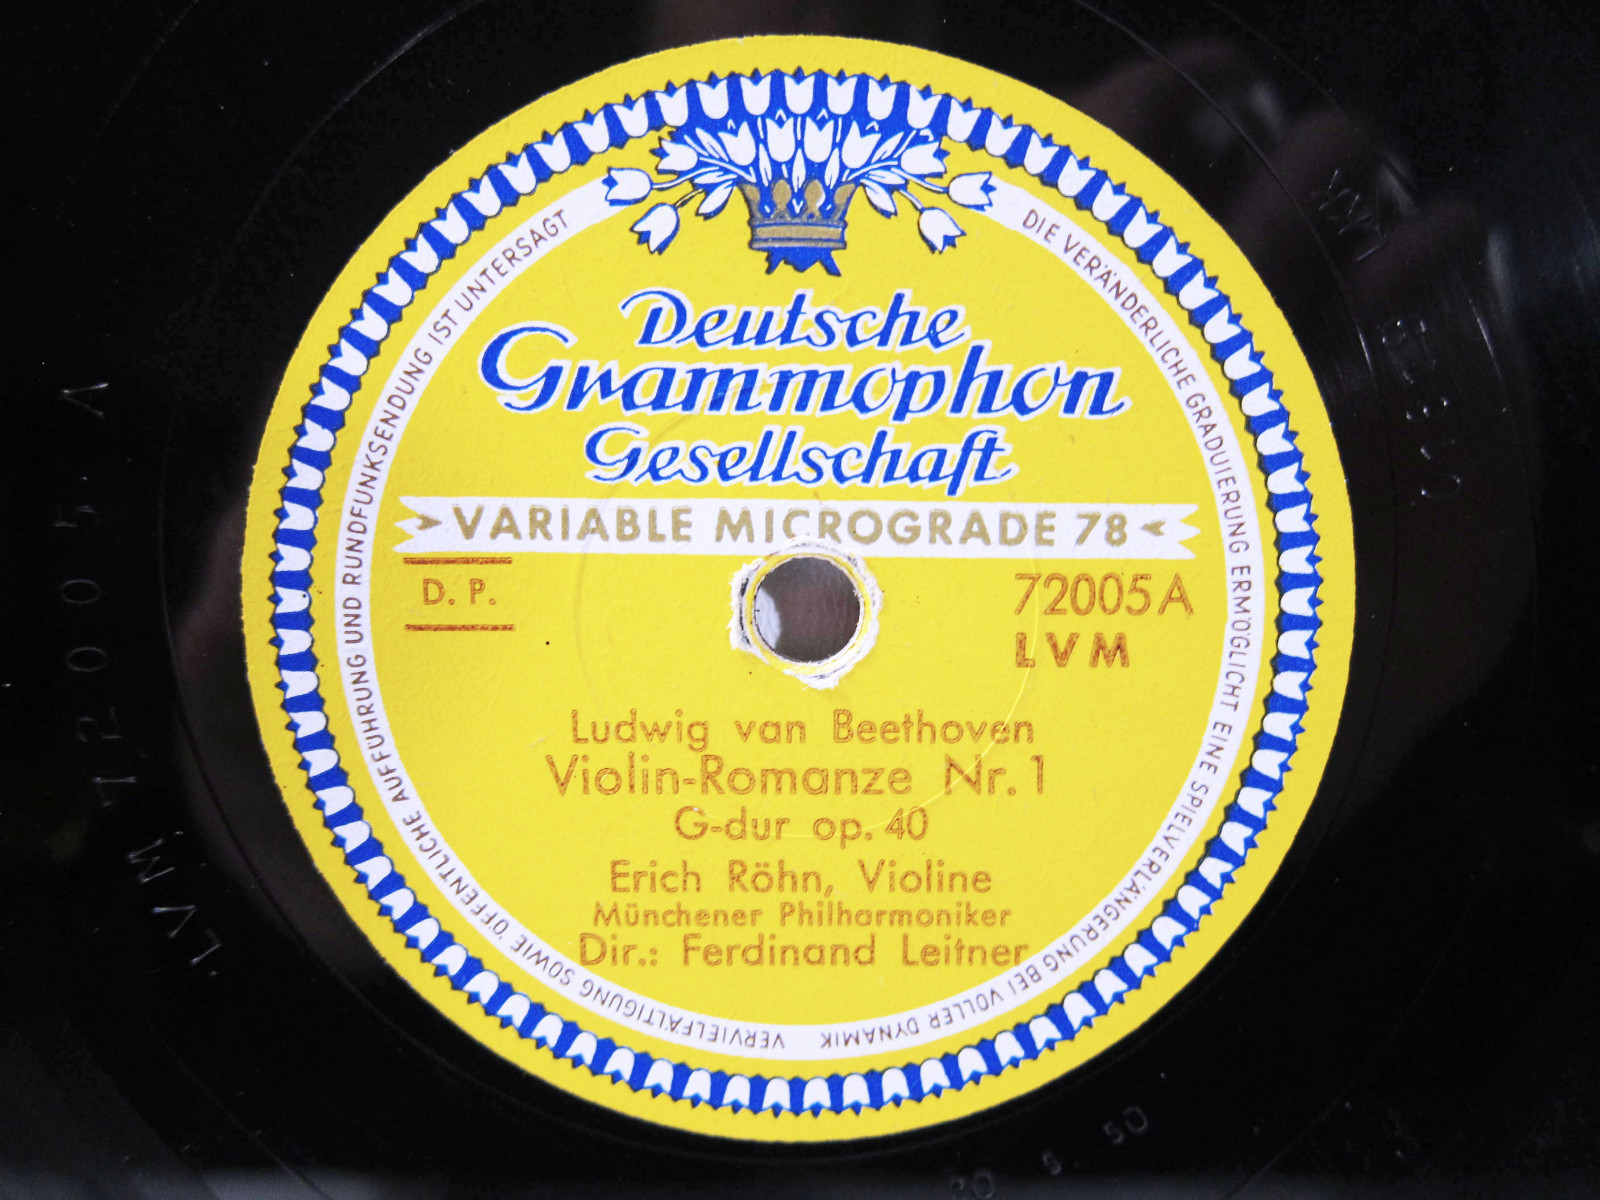 Deutsche
Grammophon
Gesellschaft
VARIABLE MICROGRADE 78
D. P.
72005 A
LVM
Ludwig van Beethoven
Violin-Romanze Nr. 1
G-dur op. 40
Erich Röhn, Violine
Münchener Philharmoniker
Dir.: Ferdinand Leitner
DIE VERÄNDERLICHE GRADUIERUNG ERMÖGLICHT EINE SPIELVERLÄNGERUNG BEI VOLLER DYNAMIK
VERVIELFÄLTIGUNG SOWIE ÖFFENTLICHE AUFFÜHRUNG UND RUNDFUNKSENDUNG IST UNTERSAGT
LVM 72005 A